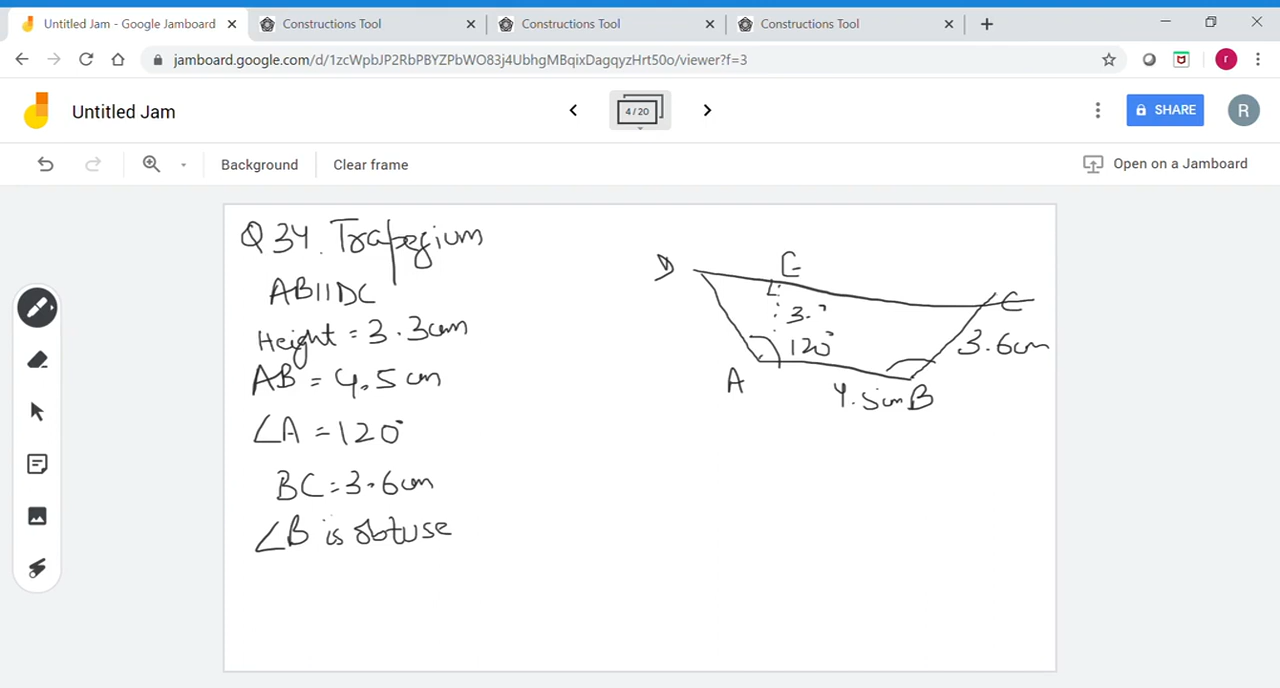 Untitled Jam - Google Jamboard
Constructions Tool
Constructions Tool
Constructions Tool
jamboard.google.com/d/1zcWpbJP2RbPBYZPbWO83j4UbhgMBqixDagqyzHrt50o/viewer?f=3
r
Untitled Jam
4 / 20
SHARE
R
Background
Clear frame
Open on a Jamboard
Q 34. Trapezium
AB||DC
Height = 3.3cm
AB = 4.5 cm
∠A = 120°
BC = 3.6cm
∠B is obtuse
D
C
3.
120°
3.6cm
A
4.5cm B